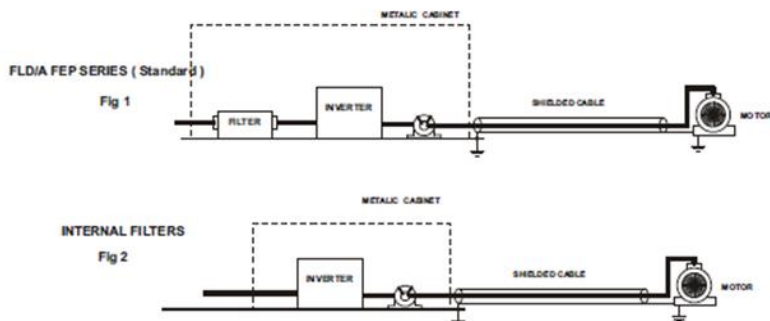 METALIC CABINET
FLD/A FEP SERIES ( Standard )
Fig 1
INVERTER
FILTER
SHIELDED CABLE
MOTOR
METALIC CABINET
INTERNAL FILTERS
Fig 2
INVERTER
SHIELDED CABLE
MOTOR